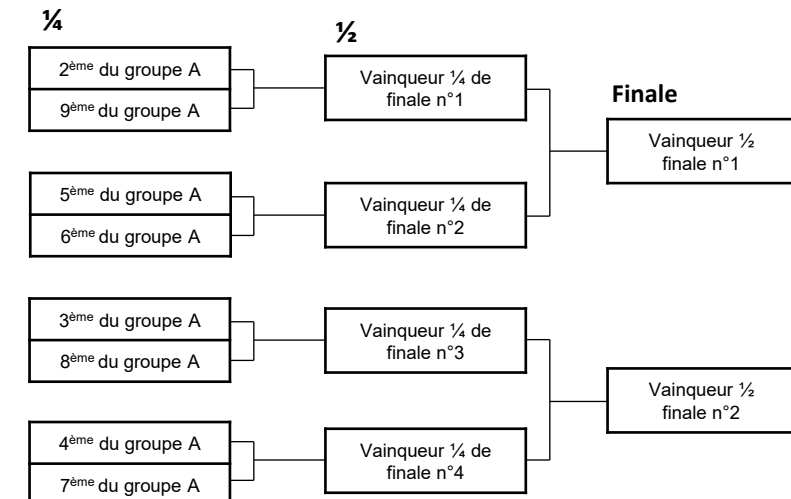 ¼
2ème du groupe A
9ème du groupe A
5ème du groupe A
6ème du groupe A
3ème du groupe A
8ème du groupe A
4ème du groupe A
7ème du groupe A
½
Vainqueur ¼ de
finale n°1
Vainqueur ¼ de
finale n°2
Vainqueur ¼ de
finale n°3
Vainqueur ¼ de
finale n°4
Finale
Vainqueur ½
finale n°1
Vainqueur ½
finale n°2